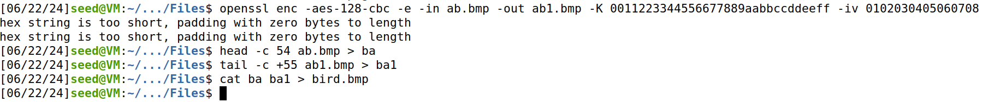 [06/22/24]seed@VM:~/.../Files$ openssl enc -aes-128-cbc -e -in ab.bmp -out ab1.bmp -K 0011223344556677889aabbccddeeff -iv 0102030405060708
hex string is too short, padding with zero bytes to length
hex string is too short, padding with zero bytes to length
[06/22/24]seed@VM:~/.../Files$ head -c 54 ab.bmp > ba
[06/22/24]seed@VM:~/.../Files$ tail -c +55 ab1.bmp > ba1
[06/22/24]seed@VM:~/.../Files$ cat ba ba1 > bird.bmp
[06/22/24]seed@VM:~/.../Files$